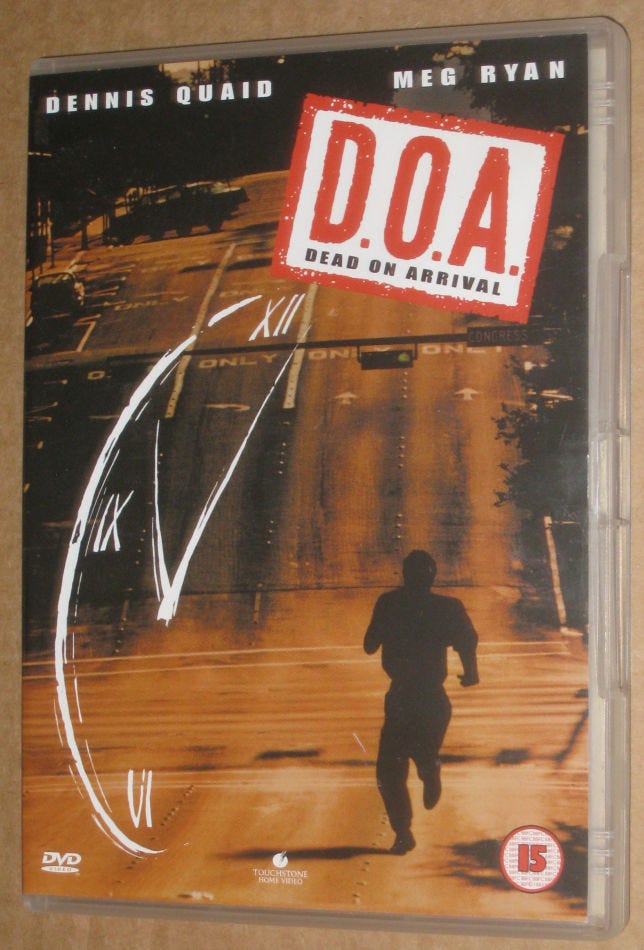 DENNIS QUAID
MEG RYAN
D.O.A.
DEAD ON ARRIVAL
XII
CONGRESS
ONLY ONLY ONLY
IX
VI
DVD
VIDEO
TOUCHSTONE
HOME VIDEO
15